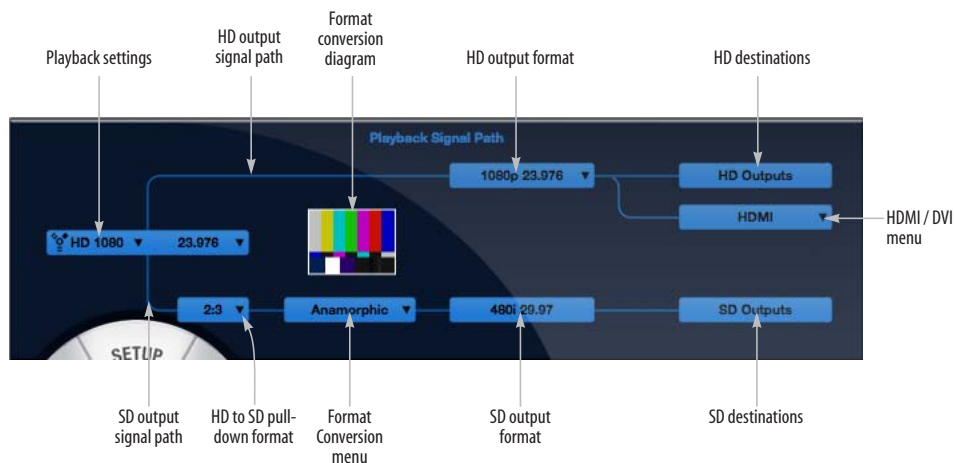 Format
conversion
diagram
HD output
signal path
Playback settings
HD output format
HD destinations
Playback Signal Path
1080p 23.976
HD Outputs
HDMI
HDMI / DVI
menu
HD 1080
23.976
2:3
Anamorphic
480i 29.97
SD Outputs
SETUP
SD output
signal path
HD to SD pull-
down format
Format
Conversion
menu
SD output
format
SD destinations